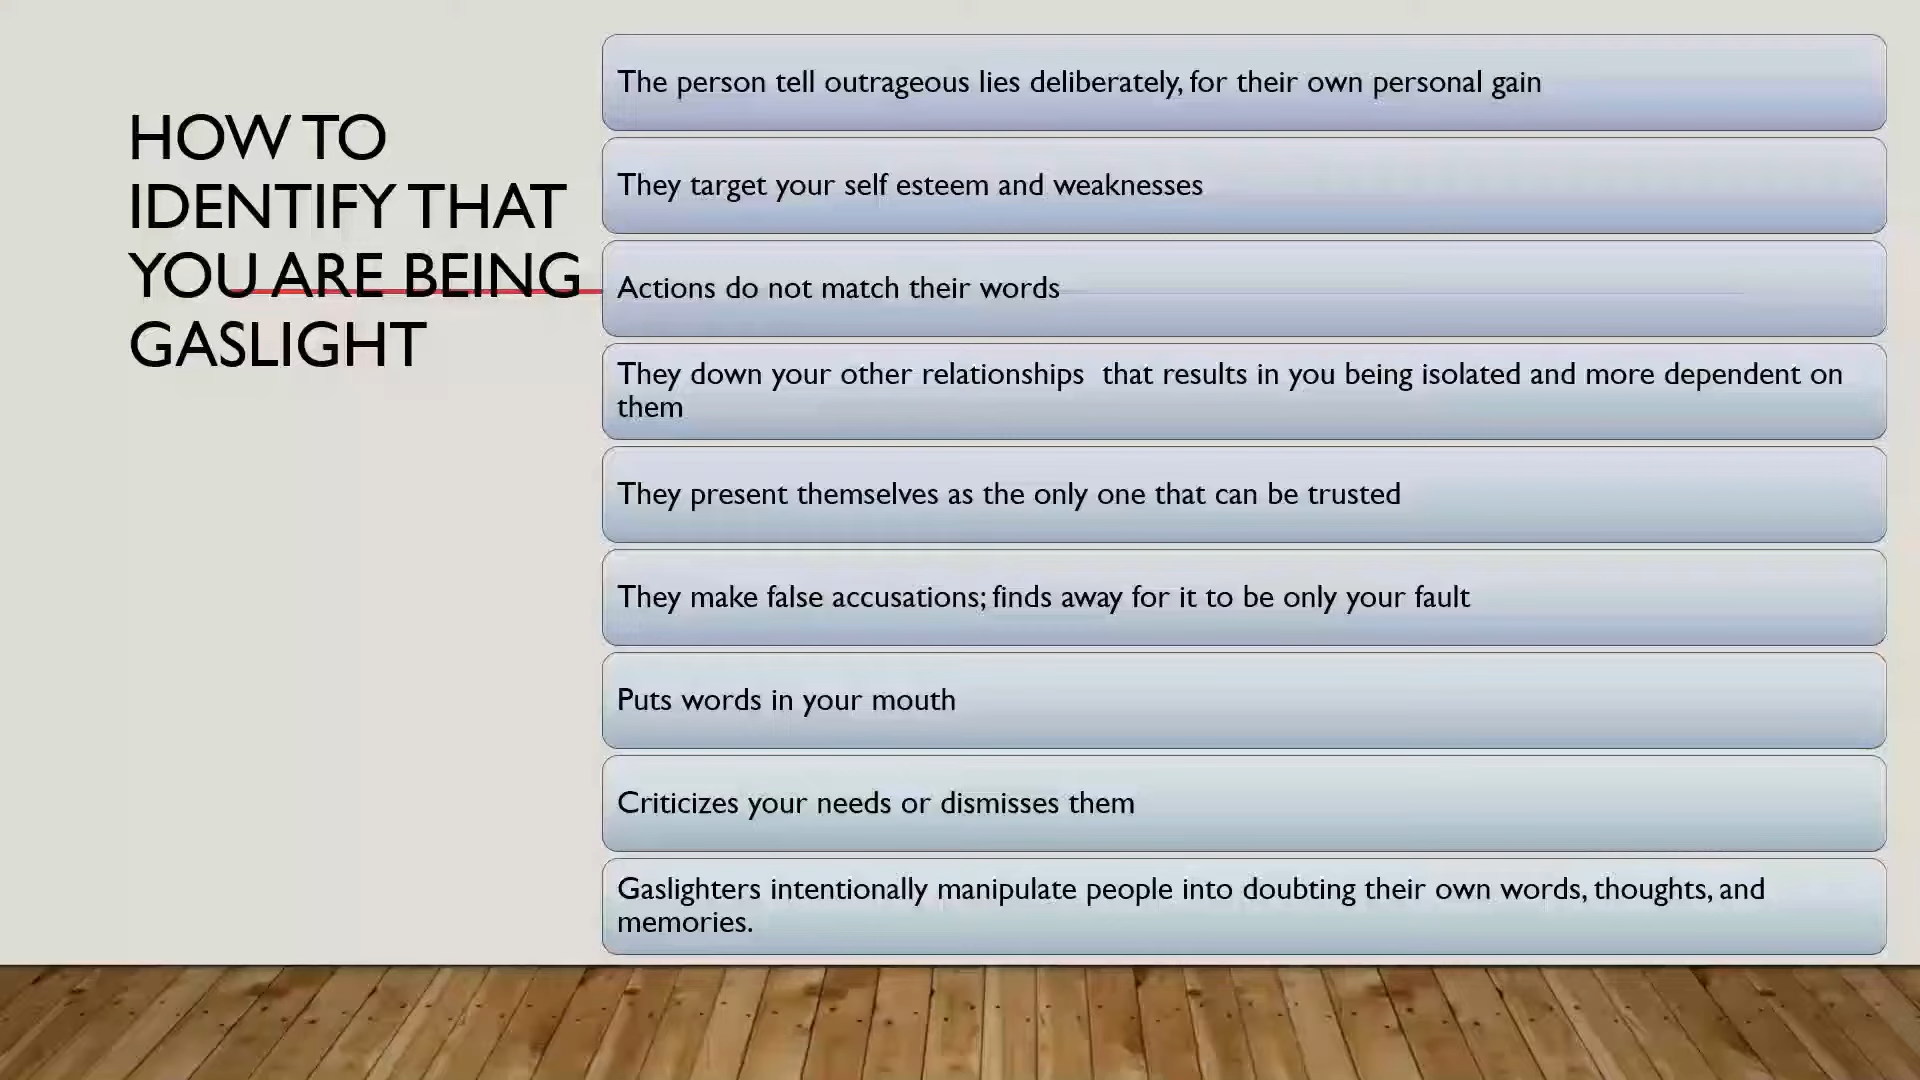 HOW TO
IDENTIFY THAT
YOU ARE BEING
GASLIGHT
The person tell outrageous lies deliberately, for their own personal gain
They target your self esteem and weaknesses
Actions do not match their words
They down your other relationships  that results in you being isolated and more dependent on
them
They present themselves as the only one that can be trusted
They make false accusations; finds away for it to be only your fault
Puts words in your mouth
Criticizes your needs or dismisses them
Gaslighters intentionally manipulate people into doubting their own words, thoughts, and
memories.